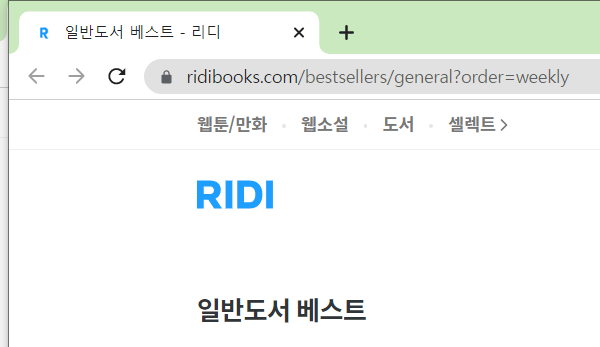 일반도서 베스트 - 리디
ridibooks.com/bestsellers/general?order=weekly
웹툰/만화 • 웹소설 • 도서 • 셀렉트 >
RIDI
일반도서 베스트